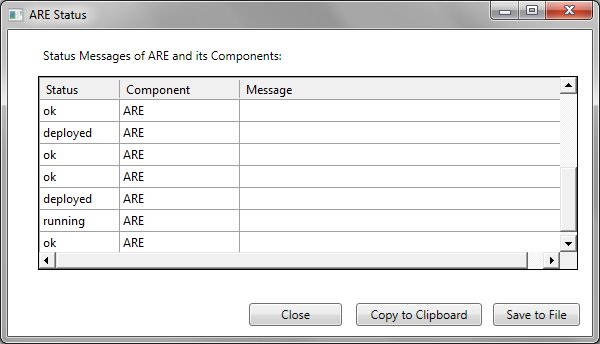 ARE Status
Status Messages of ARE and its Components:
Status Component Message
ok ARE
deployed ARE
ok ARE
ok ARE
deployed ARE
running ARE
ok ARE
Close Copy to Clipboard Save to File